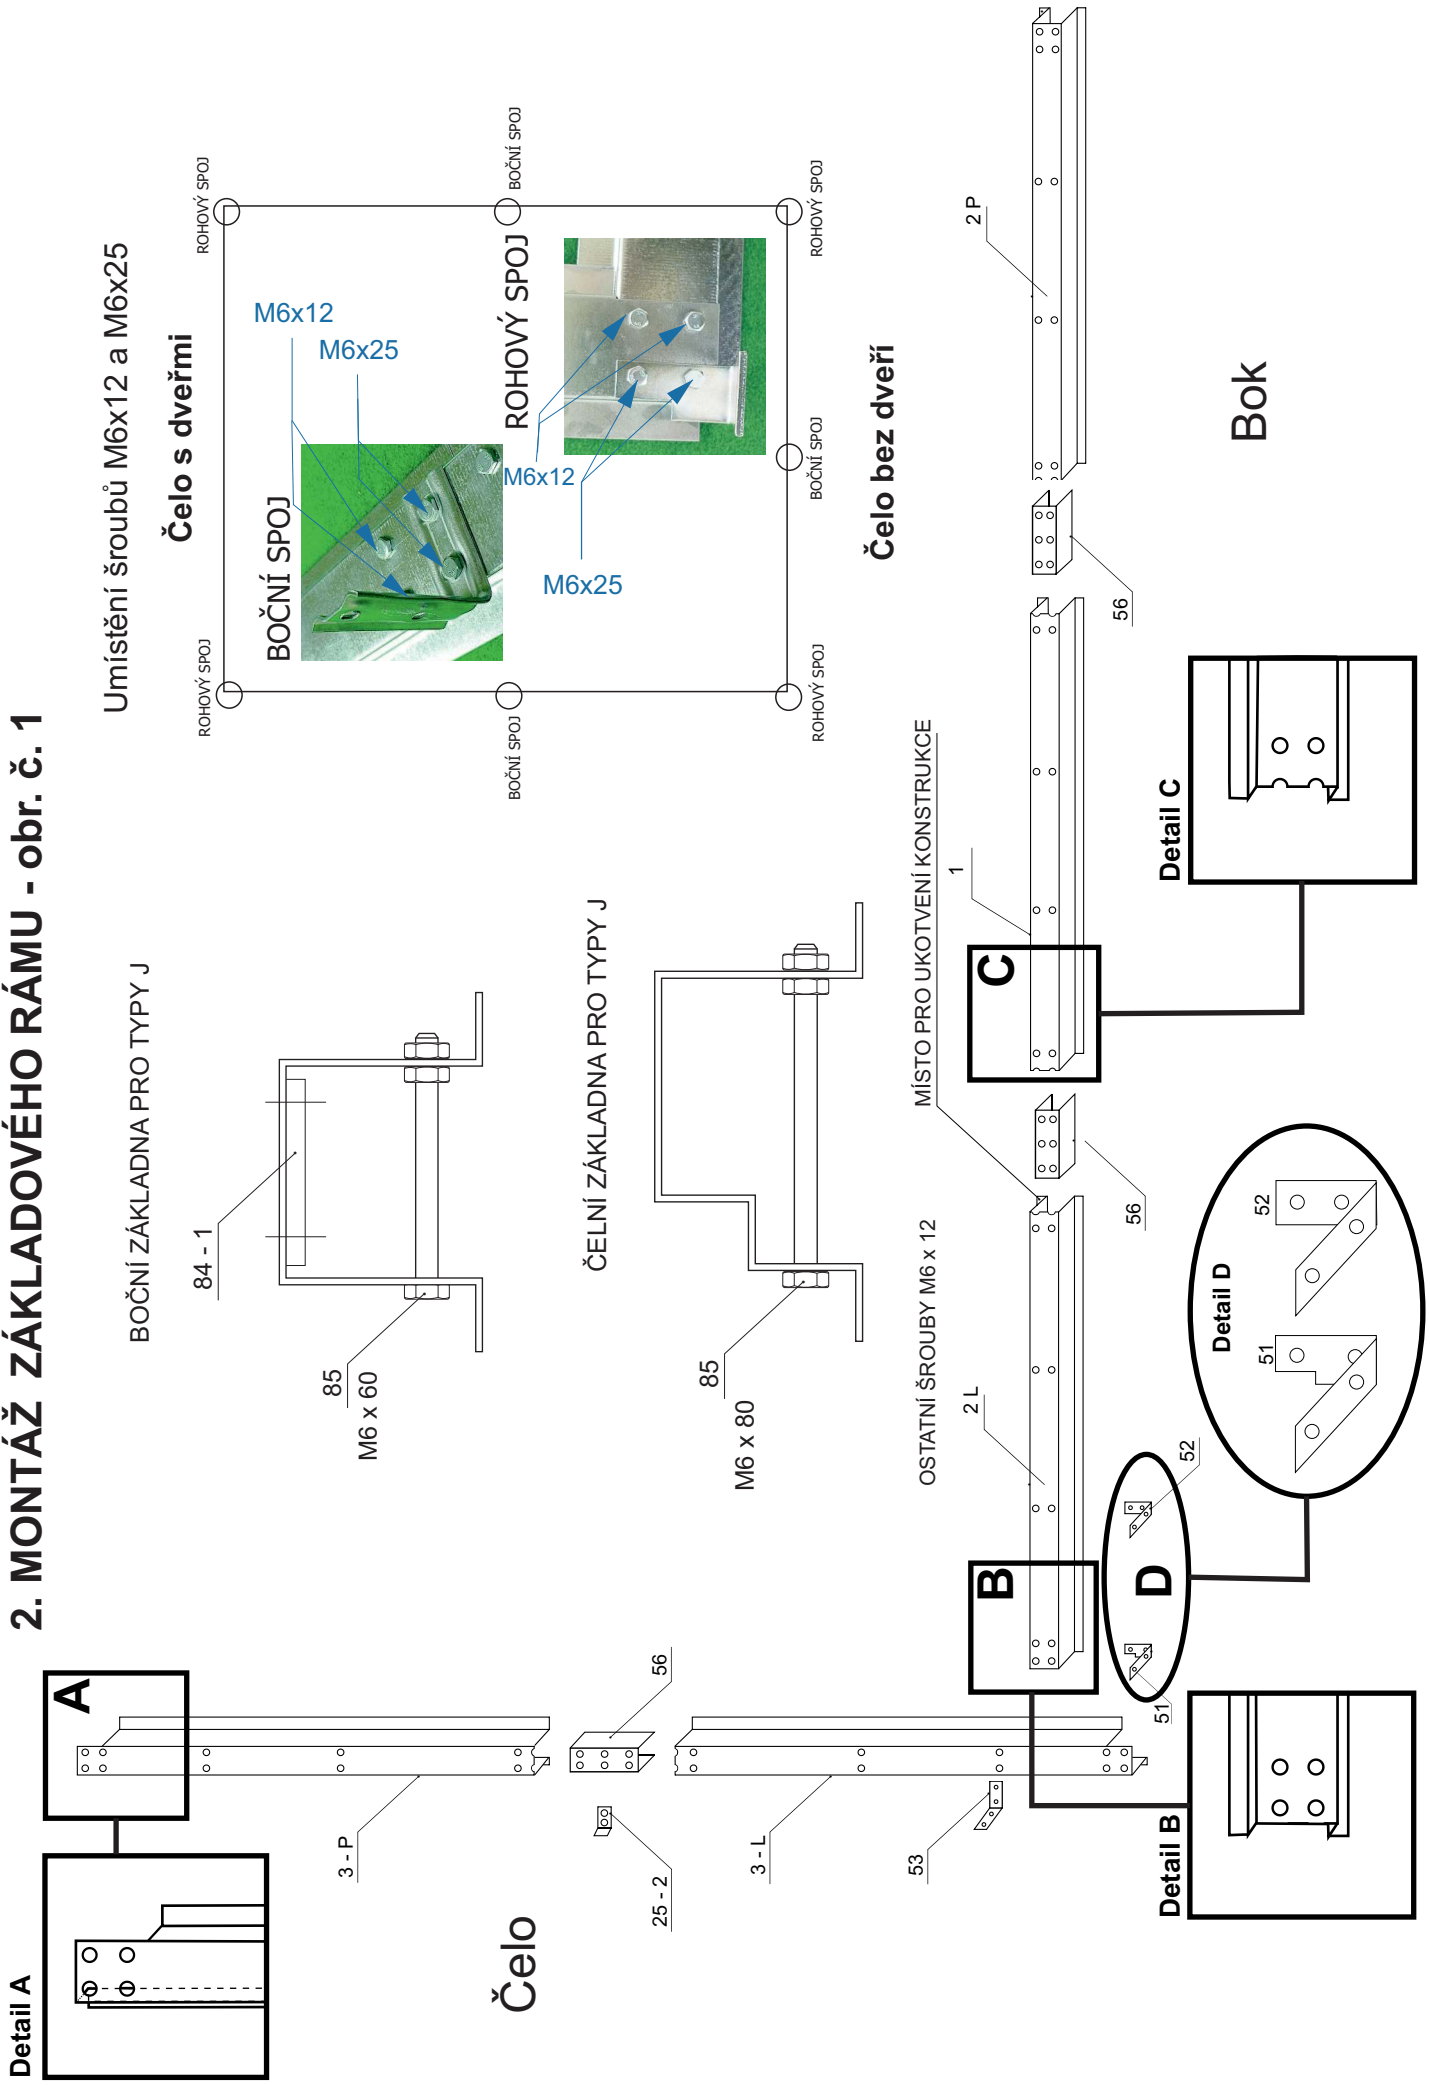 2. MONTÁŽ ZÁKLADOVÉHO RÁMU - obr. č. 1
Detail A
A
BOČNÍ ZÁKLADNA PRO TYPY J
84 - 1
85
M6 x 60
ČELNÍ ZÁKLADNA PRO TYPY J
85
M6 x 80
Umístění šroubů M6x12 a M6x25
Čelo s dveřmi
ROHOVÝ SPOJ
ROHOVÝ SPOJ
BOČNÍ SPOJ
M6x12
M6x25
BOČNÍ SPOJ
BOČNÍ SPOJ
ROHOVÝ SPOJ
M6x12
M6x25
ROHOVÝ SPOJ
BOČNÍ SPOJ
ROHOVÝ SPOJ
Čelo bez dveří
Čelo
3 - P
56
25 - 2
3 - L
53
OSTATNÍ ŠROUBY M6 x 12
MÍSTO PRO UKOTVENÍ KONSTRUKCE
2 L
1
2 P
B
C
56
56
51
52
D
Bok
Detail B
Detail D
51
52
Detail C